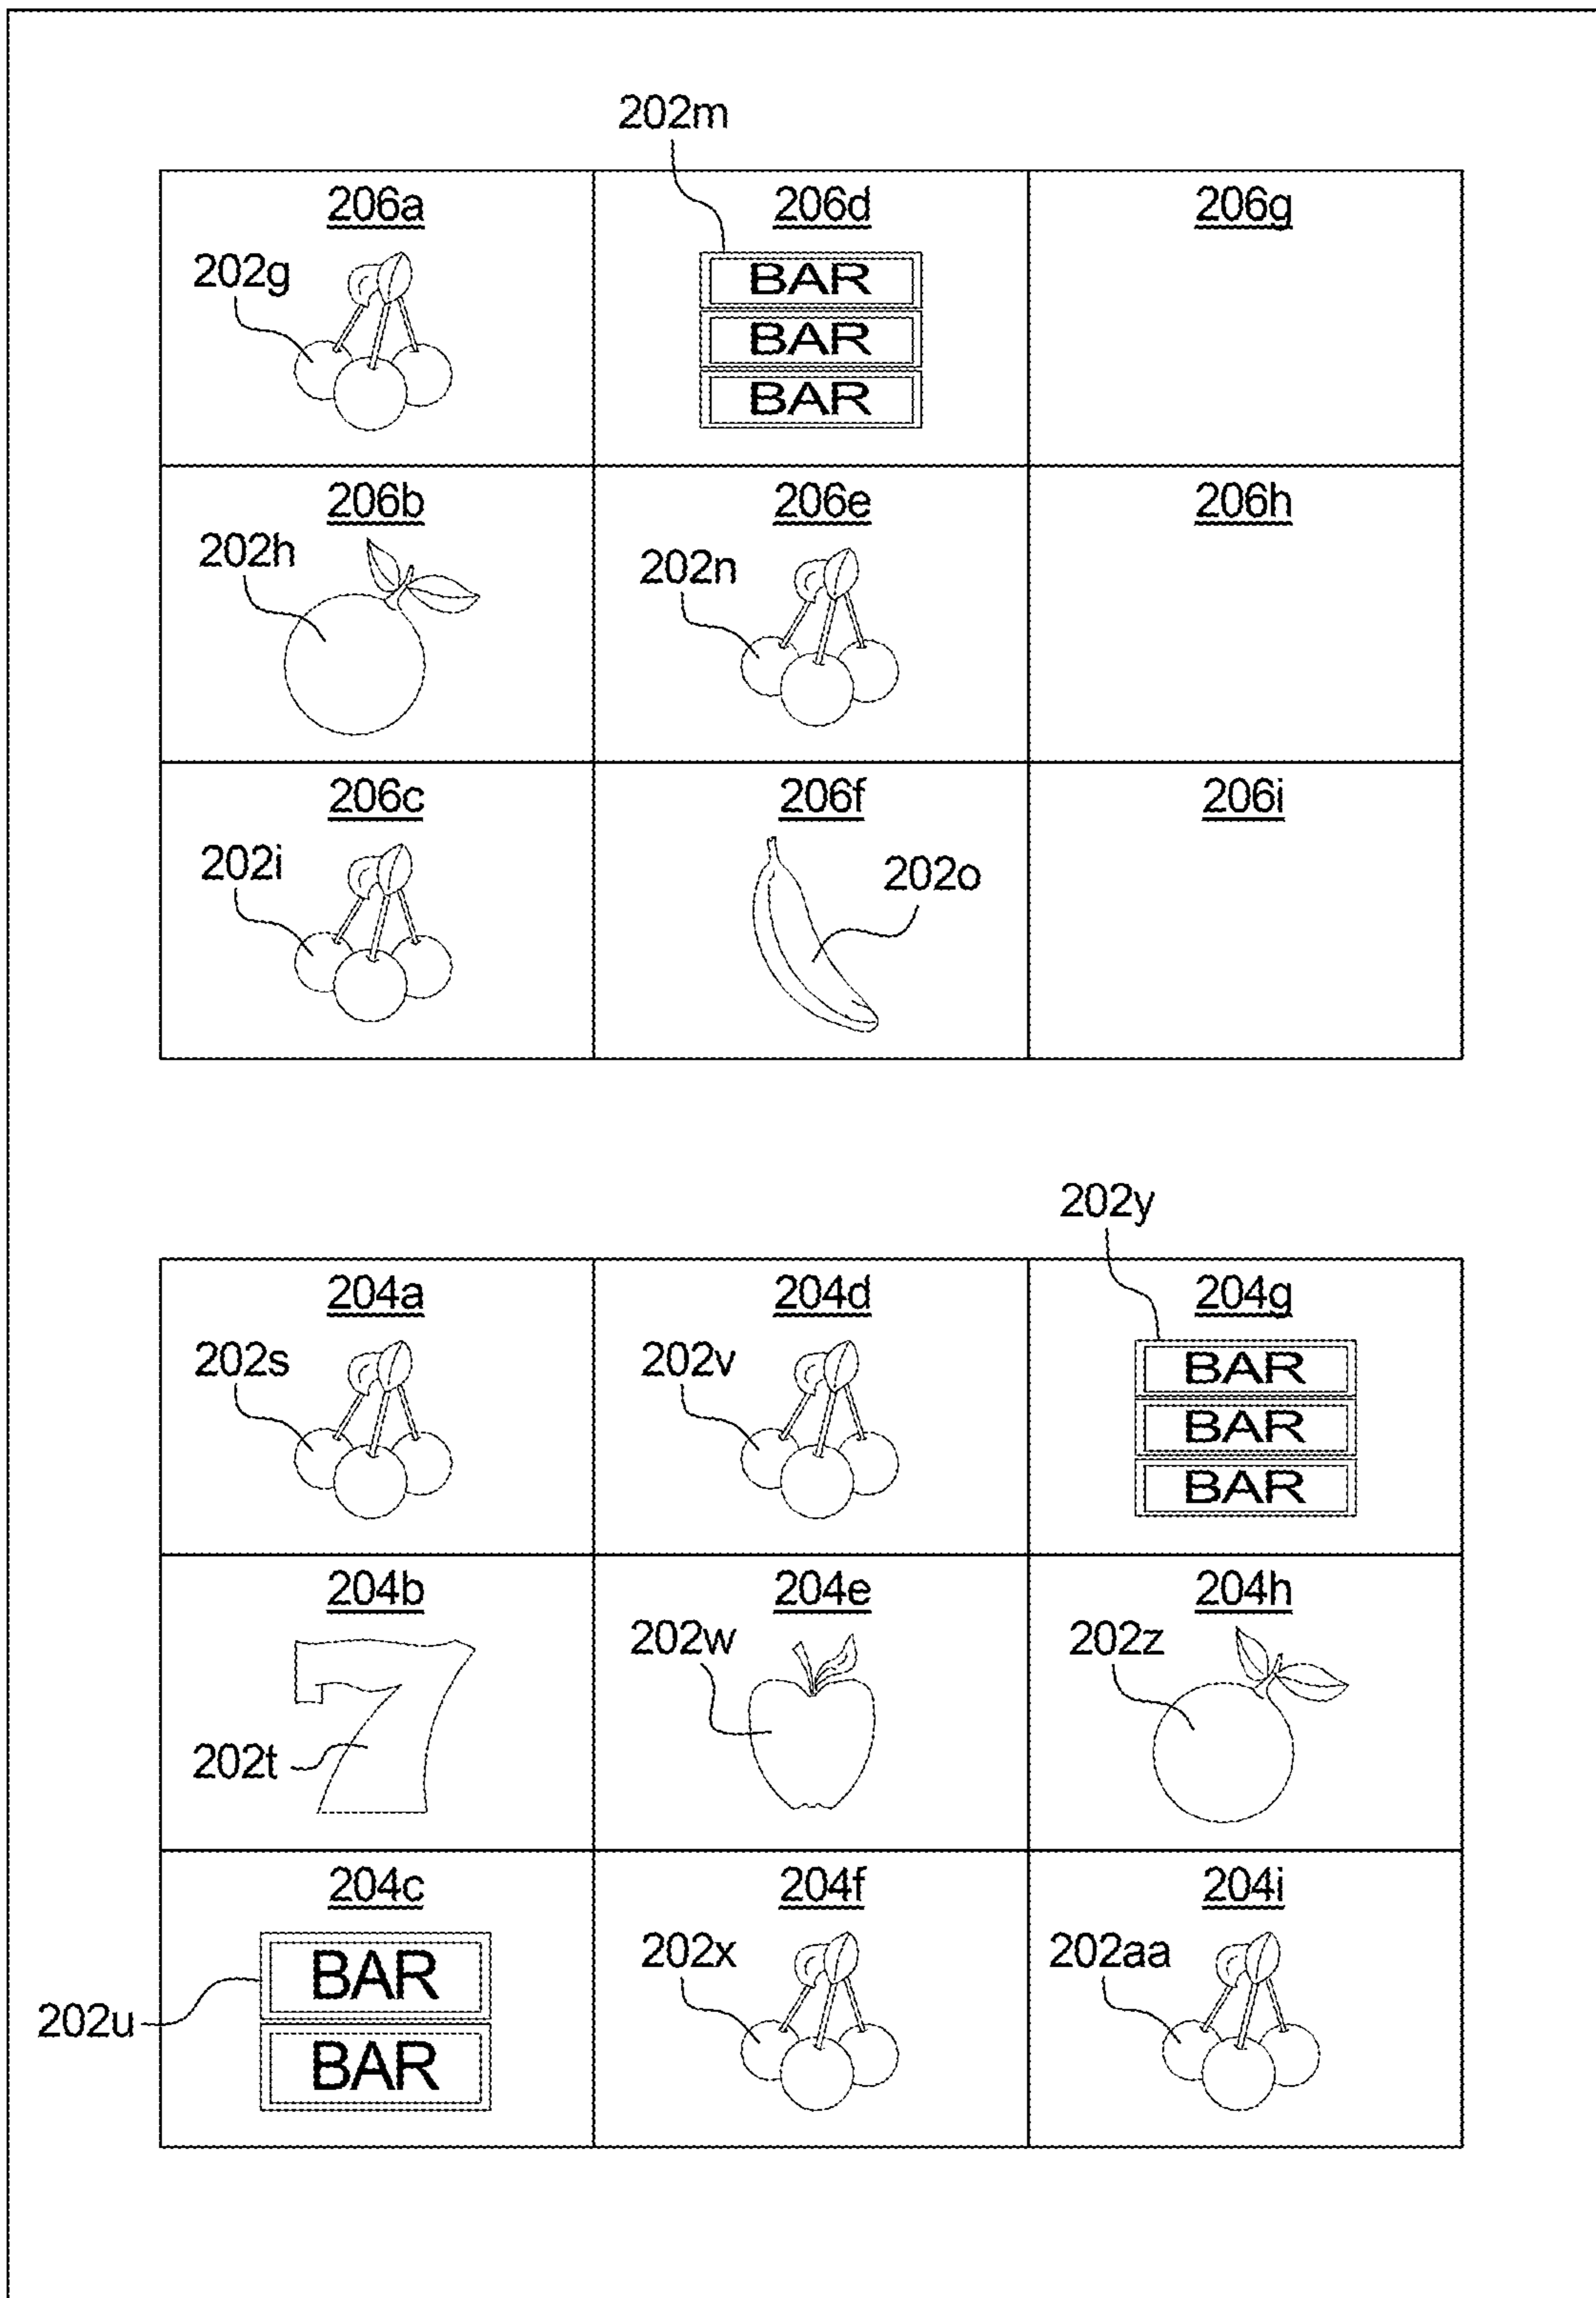 202m
206a 206d 206g
202g BAR
BAR
BAR
206b 206e 206h
202h 202n
206c 206f 206i
202i 202o
202y
204a 204d 204g
202s 202v BAR
BAR
BAR
204b 204e 204h
202w 202z
7
202t
204c 204f 204i
BAR 202x 202aa
202u
BAR